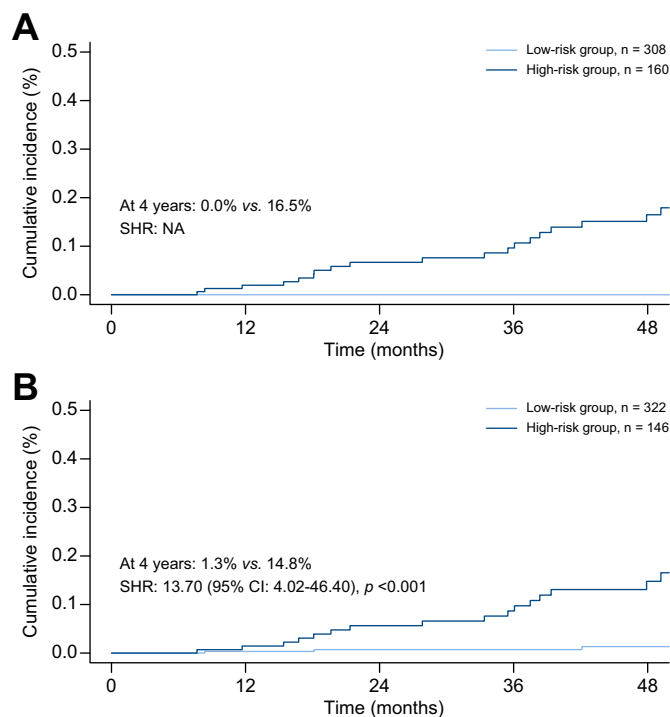 A
Cumulative incidence (%)
0.5
0.4
0.3
0.2
0.1
0.0
Low-risk group, n = 308
High-risk group, n = 160
At 4 years: 0.0% vs. 16.5%
SHR: NA
0 12 24 36 48
Time (months)
B
Cumulative incidence (%)
0.5
0.4
0.3
0.2
0.1
0.0
Low-risk group, n = 322
High-risk group, n = 146
At 4 years: 1.3% vs. 14.8%
SHR: 13.70 (95% CI: 4.02-46.40), p <0.001
0 12 24 36 48
Time (months)